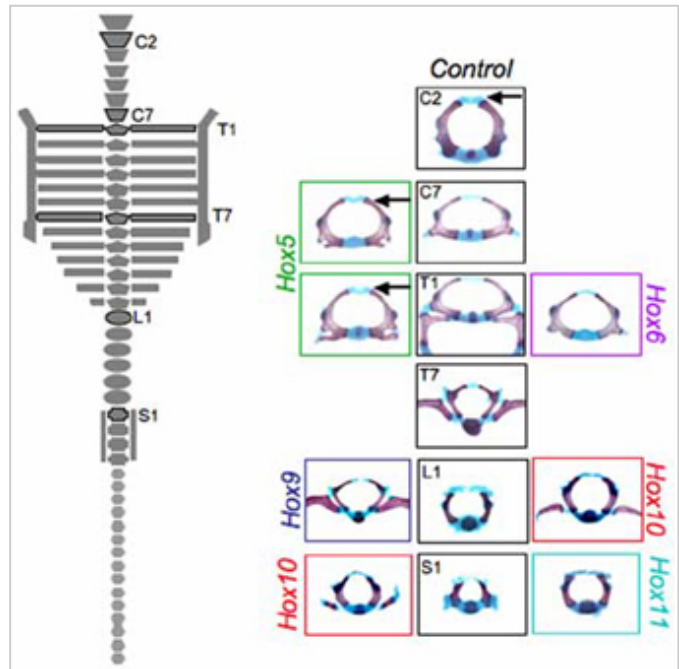 C2
C7
T1
T7
L1
S1
Control
C2
Hox5
C7
T1
Hox6
T7
Hox9
L1
Hox10
Hox10
S1
Hox11